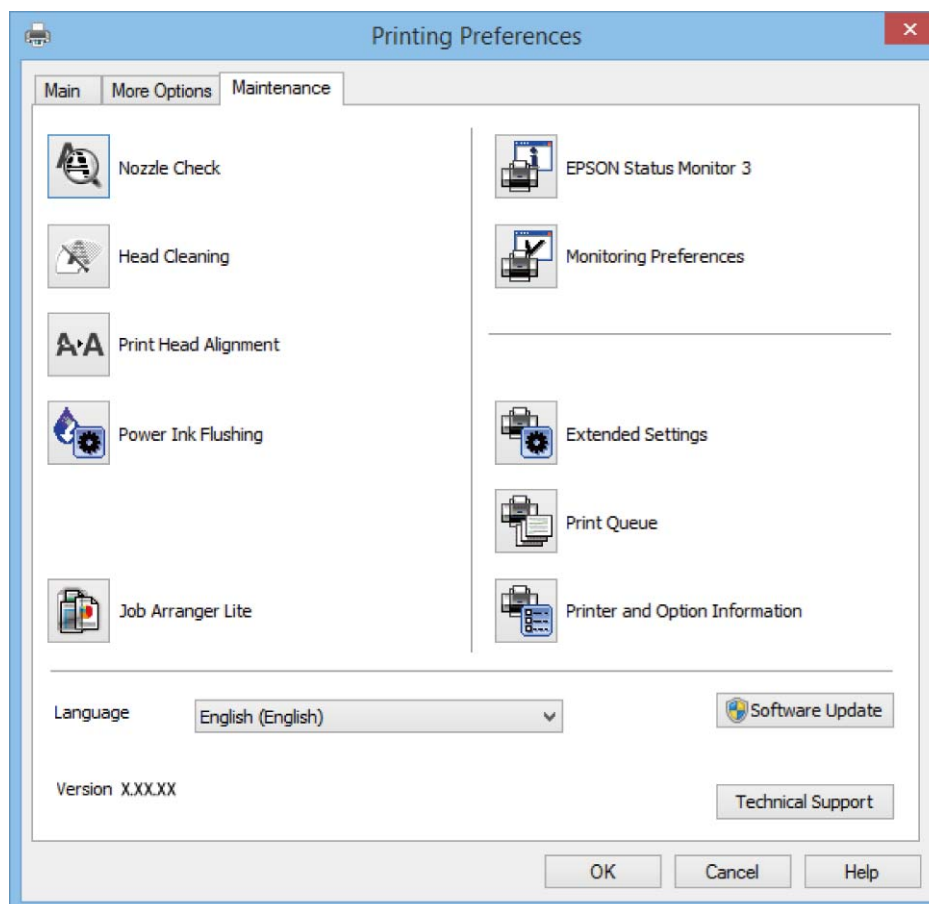 Printing Preferences
Main
More Options
Maintenance
Nozzle Check
Head Cleaning
A A Print Head Alignment
Power Ink Flushing
Job Arranger Lite
EPSON Status Monitor 3
Monitoring Preferences
Extended Settings
Print Queue
Printer and Option Information
Language
English (English)
Software Update
Version X.XX.XX
Technical Support
OK
Cancel
Help